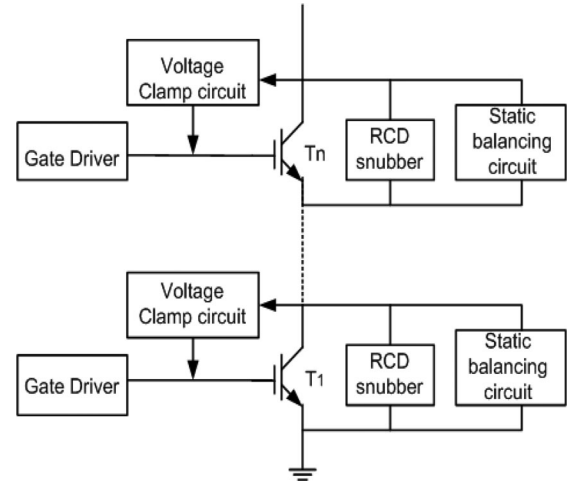 Voltage
Clamp circuit
Gate Driver
Tn
RCD
snubber
Static
balancing
circuit
Voltage
Clamp circuit
Gate Driver
T1
RCD
snubber
Static
balancing
circuit